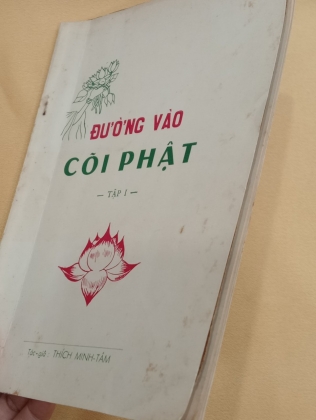 ĐƯỜNG VÀO
CÕI PHẬT
— TẬP I —
Tác-giả: THÍCH MINH-TÂM